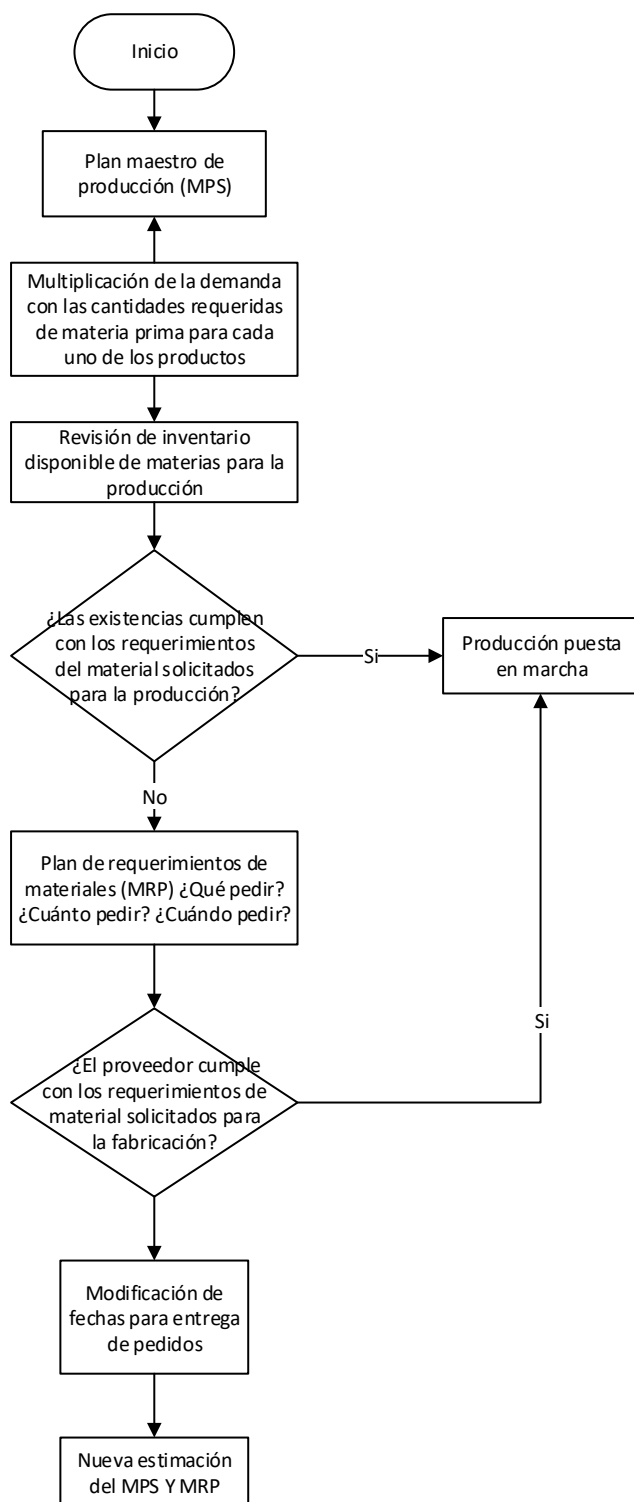 Inicio
Plan maestro de
producción (MPS)
Multiplicación de la demanda
con las cantidades requeridas
de materia prima para cada
uno de los productos
Revisión de inventario
disponible de materias para la
producción
¿Las existencias cumplen
con los requerimientos
del material solicitados
para la producción?
Si
Producción puesta
en marcha
No
Plan de requerimientos de
materiales (MRP) ¿Qué pedir?
¿Cuánto pedir? ¿Cuándo pedir?
Si
¿El proveedor cumple
con los requerimientos de
material solicitados para
la fabricación?
Modificación de
fechas para entrega
de pedidos
Nueva estimación
del MPS Y MRP